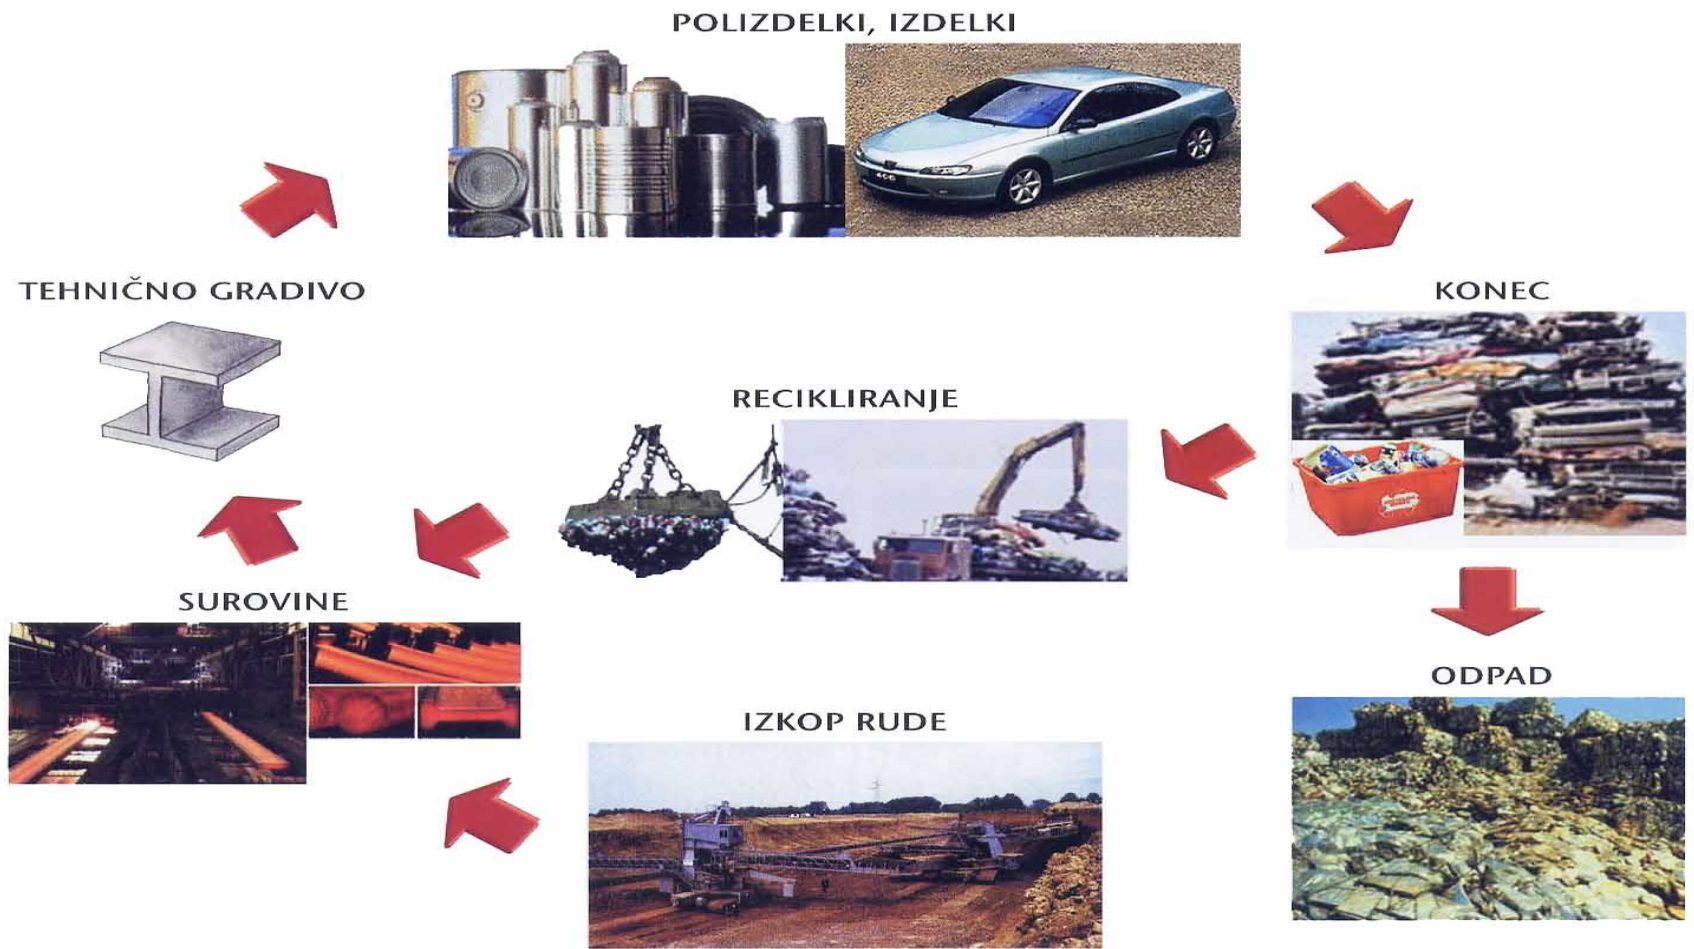 POLIZDELKI, IZDELKI
TEHNIČNO GRADIVO
KONEC
RECIKLIRANJE
SUROVINE
ODPAD
IZKOP RUDE